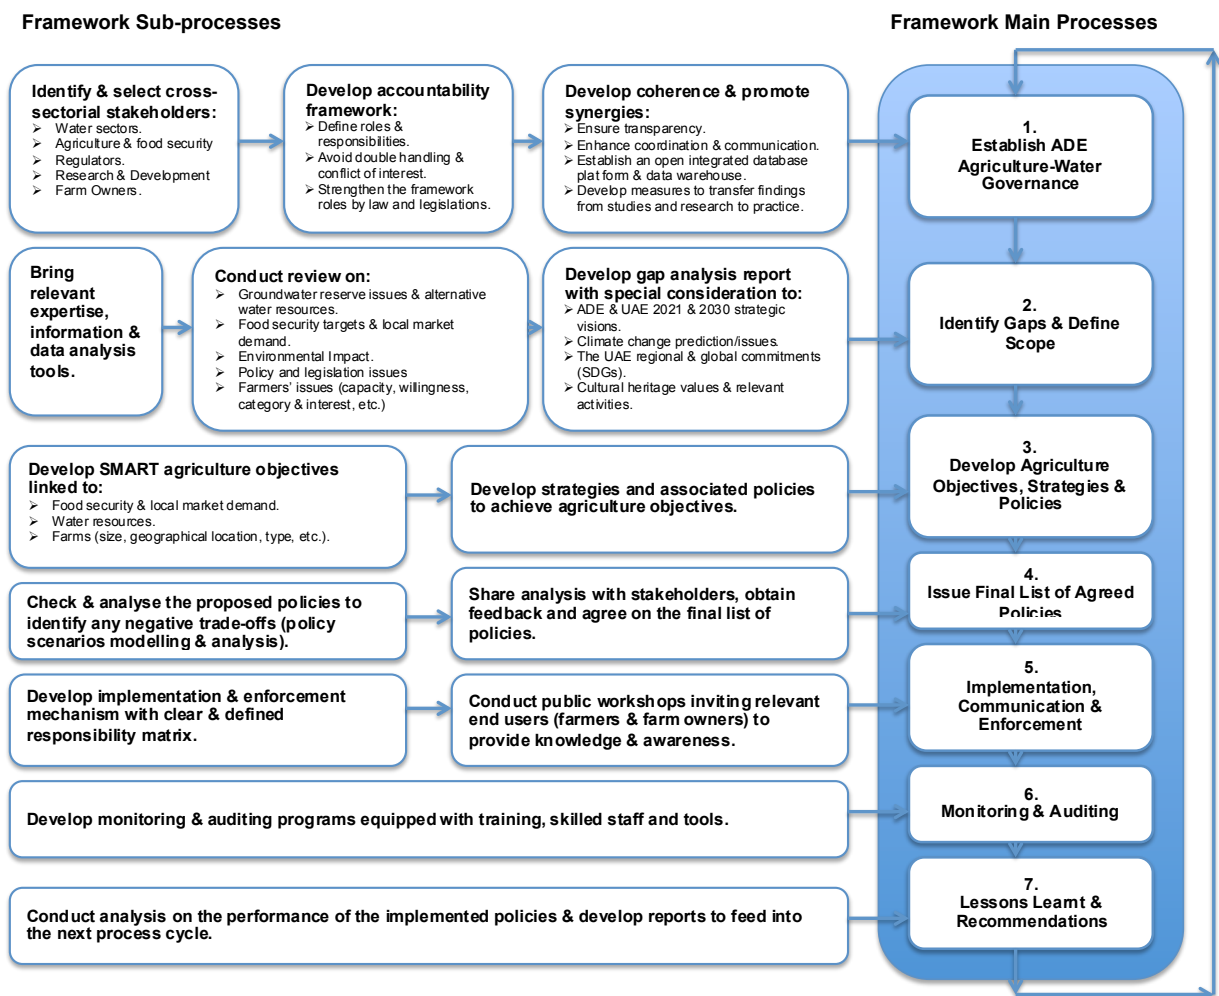 Framework Sub-processes
Framework Main Processes
Identify & select cross-
sectorial stakeholders:
➤ Water sectors.
➤ Agriculture & food security
➤ Regulators.
➤ Research & Development
➤ Farm Owners.
Develop accountability
framework:
➤ Define roles &
responsibilities.
➤ Avoid double handling &
conflict of interest.
➤ Strengthen the framework
roles by law and legislations.
Develop coherence & promote
synergies:
➤ Ensure transparency.
➤ Enhance coordination & communication.
➤ Establish an open integrated database
plat form & data warehouse.
➤ Develop measures to transfer findings
from studies and research to practice.
1.
Establish ADE
Agriculture-Water
Governance
Bring
relevant
expertise,
information &
data analysis
tools.
Conduct review on:
➤ Groundwater reserve issues & alternative
water resources.
➤ Food security targets & local market
demand.
➤ Environmental Impact.
➤ Policy and legislation issues
➤ Farmers' issues (capacity, willingness,
category & interest, etc.)
Develop gap analysis report
with special consideration to:
➤ ADE & UAE 2021 & 2030 strategic
visions.
➤ Climate change prediction/issues.
➤ The UAE regional & global commitments
(SDGs).
➤ Cultural heritage values & relevant
activities.
2.
Identify Gaps & Define
Scope
Develop SMART agriculture objectives
linked to:
➤ Food security & local market demand.
➤ Water resources.
➤ Farms (size, geographical location, type, etc.).
Develop strategies and associated policies
to achieve agriculture objectives.
3.
Develop Agriculture
Objectives, Strategies &
Policies
Check & analyse the proposed policies to
identify any negative trade-offs (policy
scenarios modelling & analysis).
Share analysis with stakeholders, obtain
feedback and agree on the final list of
policies.
4.
Issue Final List of Agreed
Policies
Develop implementation & enforcement
mechanism with clear & defined
responsibility matrix.
Conduct public workshops inviting relevant
end users (farmers & farm owners) to
provide knowledge & awareness.
5.
Implementation,
Communication &
Enforcement
Develop monitoring & auditing programs equipped with training, skilled staff and tools.
6.
Monitoring & Auditing
Conduct analysis on the performance of the implemented policies & develop reports to feed into
the next process cycle.
7.
Lessons Learnt &
Recommendations